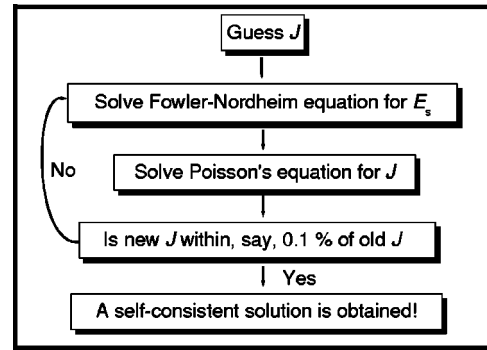 Guess J
Solve Fowler-Nordheim equation for Es
No
Solve Poisson's equation for J
Is new J within, say, 0.1 % of old J
Yes
A self-consistent solution is obtained!